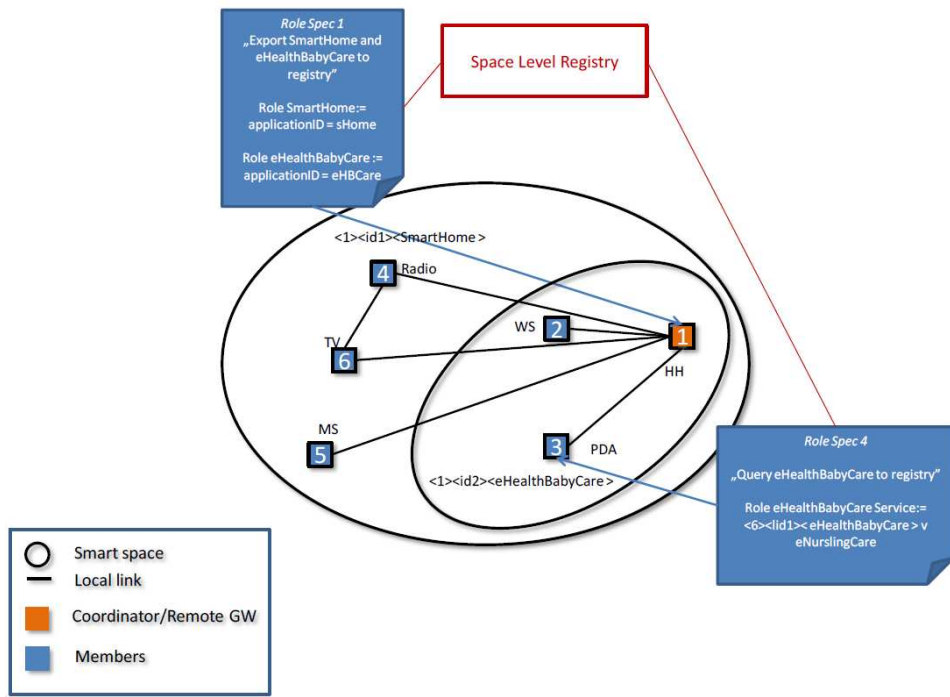 Role Spec 1
„Export SmartHome and
eHealthBabyCare to
registry”
Role SmartHome:=
applicationID = sHome
Role eHealthBabyCare :=
applicationID = eHBCare
Space Level Registry
<1><id1><SmartHome>
4 Radio
WS 2
1
TV
6
HH
MS
5
3 PDA
<1><id2><eHealthBabyCare>
Role Spec 4
„Query eHealthBabyCare to registry”
Role eHealthBabyCare Service:=
<6><lid1>< eHealthBabyCare> v
eNurslingCare
Smart space
Local link
Coordinator/Remote GW
Members